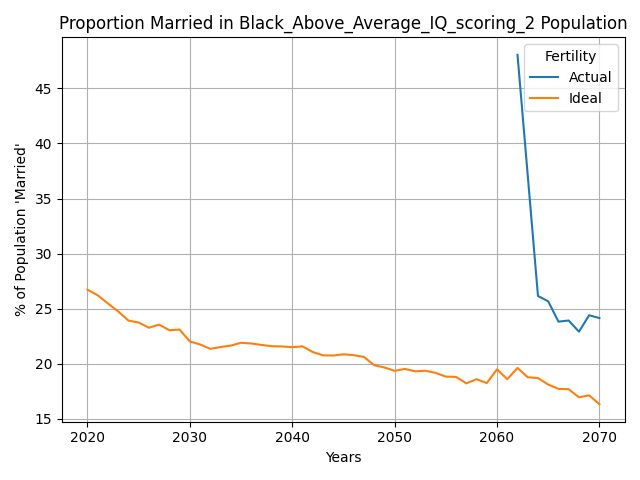 Proportion Married in Black_Above_Average_IQ_scoring_2 Population
Fertility
Actual
Ideal
% of Population 'Married'
45
40
35
30
25
20
15
2020 2030 2040 2050 2060 2070
Years